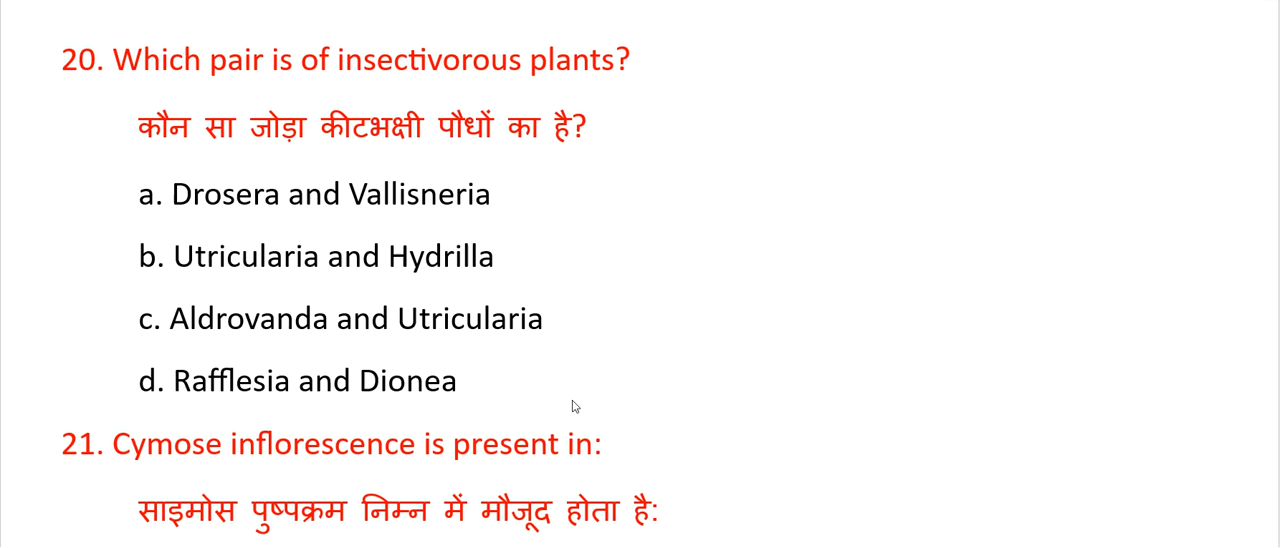 20. Which pair is of insectivorous plants?
कौन सा जोड़ा कीटभक्षी पौधों का है?
a. Drosera and Vallisneria
b. Utricularia and Hydrilla
c. Aldrovanda and Utricularia
d. Rafflesia and Dionea
21. Cymose inflorescence is present in:
साइमोस पुष्पक्रम निम्न में मौजूद होता है: